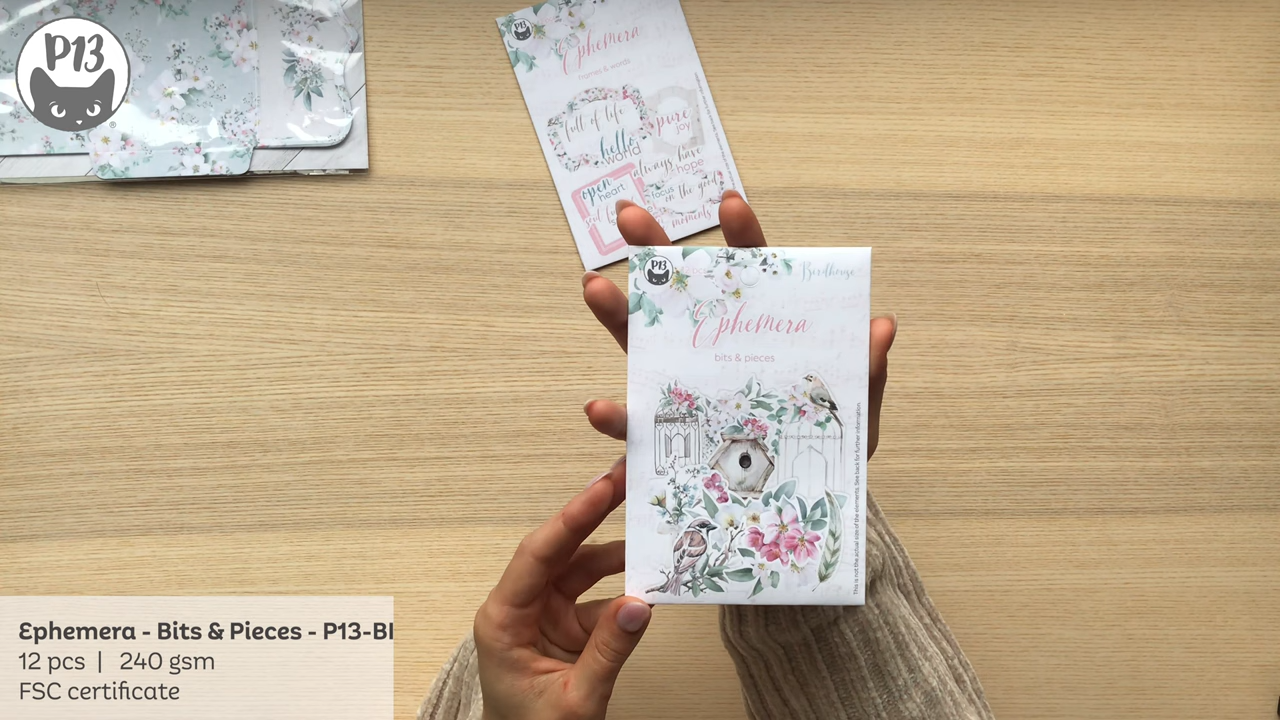 P13
®
P13
Ephemera
frames & words
full of life
pure
joy
hello
world
always have
hope
open
heart
focus
on the good
moments
P13
Birdhouse
Ephemera
bits & pieces
This is not the actual size of the elements. See back for further information.
Ephemera - Bits & Pieces - P13-BI
12 pcs | 240 gsm
FSC certificate